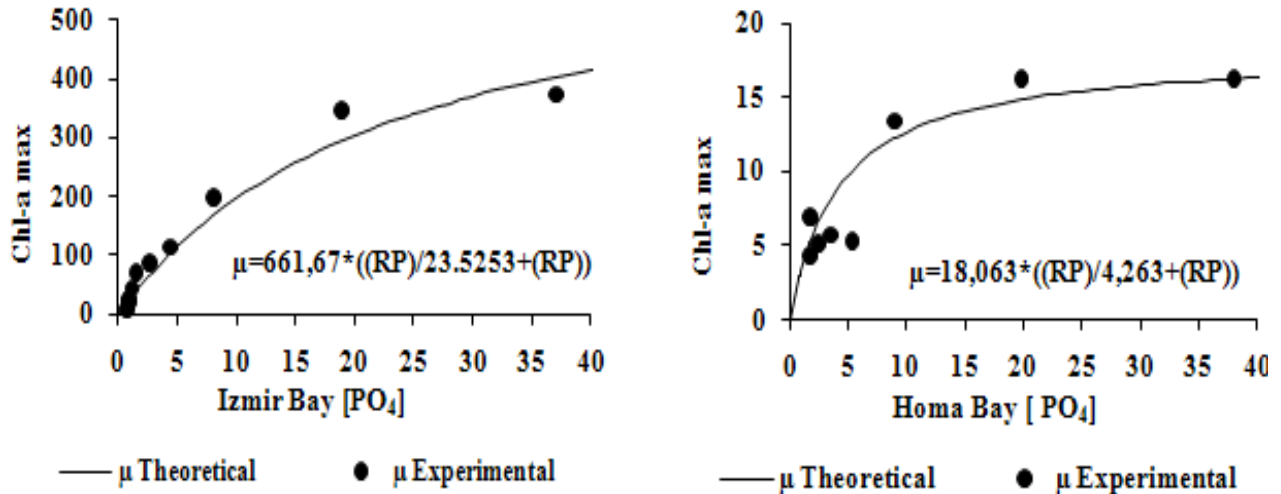 500
400
300
200
100
0
Chl-a max
μ=661,67*((RP)/23.5253+(RP))
0 5 10 15 20 25 30 35 40
Izmir Bay [PO₄]
μ Theoretical μ Experimental
20
15
10
5
0
Chl-a max
μ=18,063*((RP)/4,263+(RP))
0 5 10 15 20 25 30 35 40
Homa Bay [ PO₄]
μ Theoretical μ Experimental